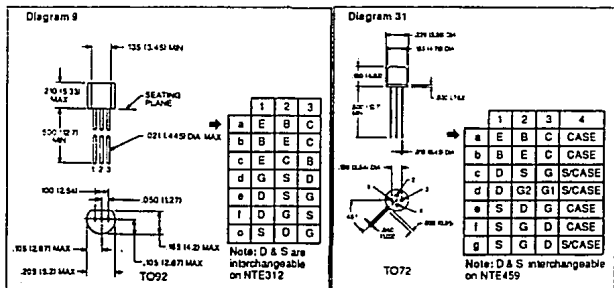 Diagram 9
.135 (3.45) MIN
.210 (5.33)
MAX
SEATING
PLANE
.500 (12.7)
MIN
.021 (.445) DIA MAX
1 2 3
.100 (2.54)
.050 (1.27)
.165 (4.2) MAX
.105 (2.67) MAX
.105 (2.67) MAX
.205 (5.2) MAX
TO92
1 2 3
a E B C
b B E C
c E C B
d G S D
e D S G
f D G S
o S D G
Note: D & S are
interchangeable
on NTE312
Diagram 31
1 2 3 4
a E B C CASE
b B E C CASE
c D S G S/CASE
d D G2 G1 S/CASE
e S D G CASE
f S G D CASE
g S G D S/CASE
TO72
Note: D & S interchangeable
on NTE459